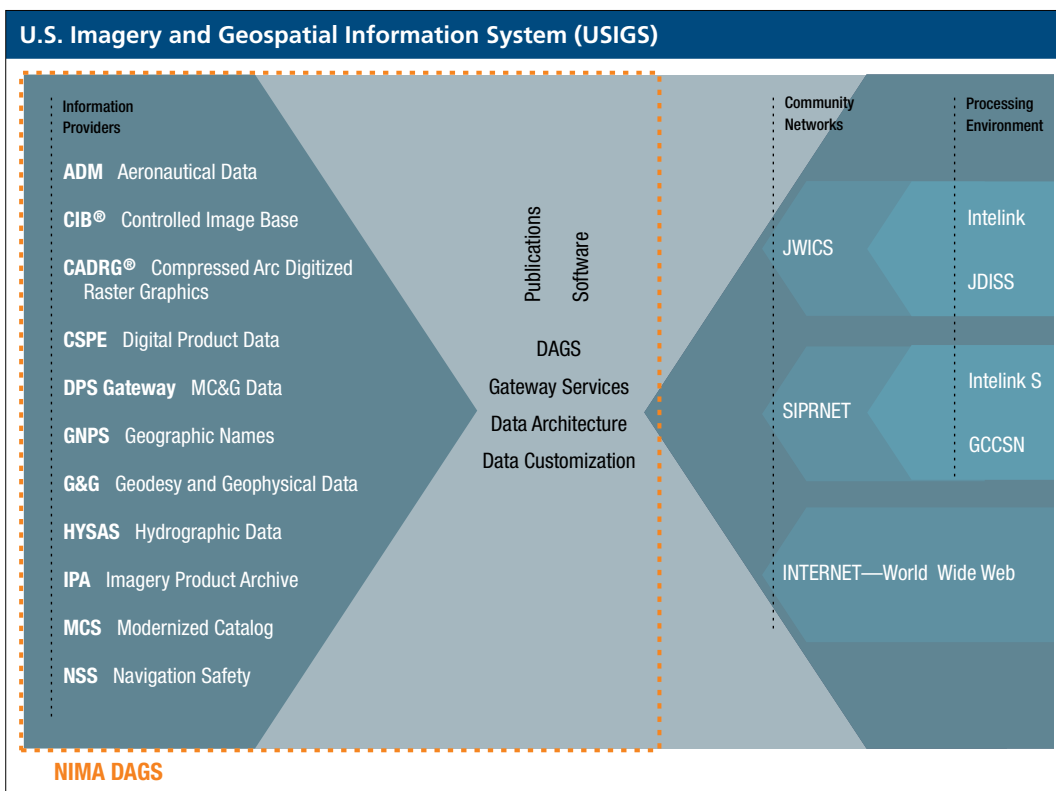 U.S. Imagery and Geospatial Information System (USIGS)
Information
Providers
ADM Aeronautical Data
CIB® Controlled Image Base
CADRG® Compressed Arc Digitized
Raster Graphics
CSPE Digital Product Data
DPS Gateway MC&G Data
GNPS Geographic Names
G&G Geodesy and Geophysical Data
HYSAS Hydrographic Data
IPA Imagery Product Archive
MCS Modernized Catalog
NSS Navigation Safety
Publications
Software
DAGS
Gateway Services
Data Architecture
Data Customization
Community
Networks
JWICS
SIPRNET
INTERNET—World Wide Web
Processing
Environment
Intelink
JDISS
Intelink S
GCCSN
NIMA DAGS